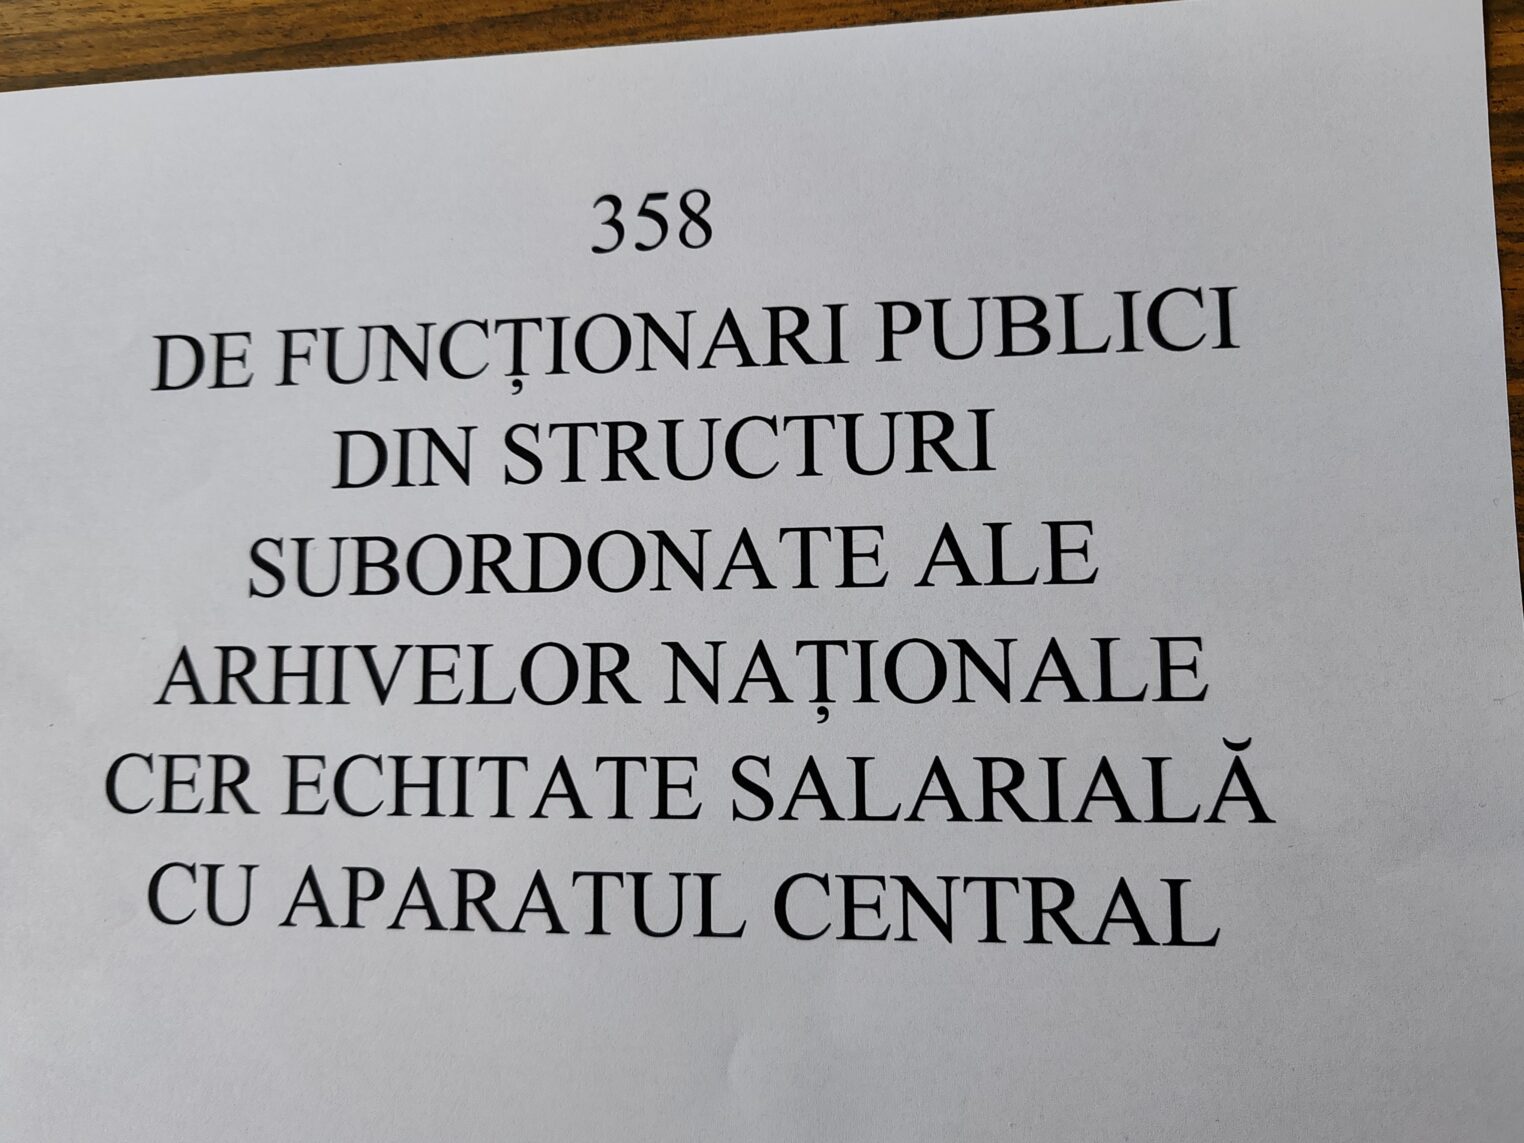 358
DE FUNCȚIONARI PUBLICI
DIN STRUCTURI
SUBORDONATE ALE
ARHIVELOR NAȚIONALE
CER ECHITATE SALARIALĂ
CU APARATUL CENTRAL